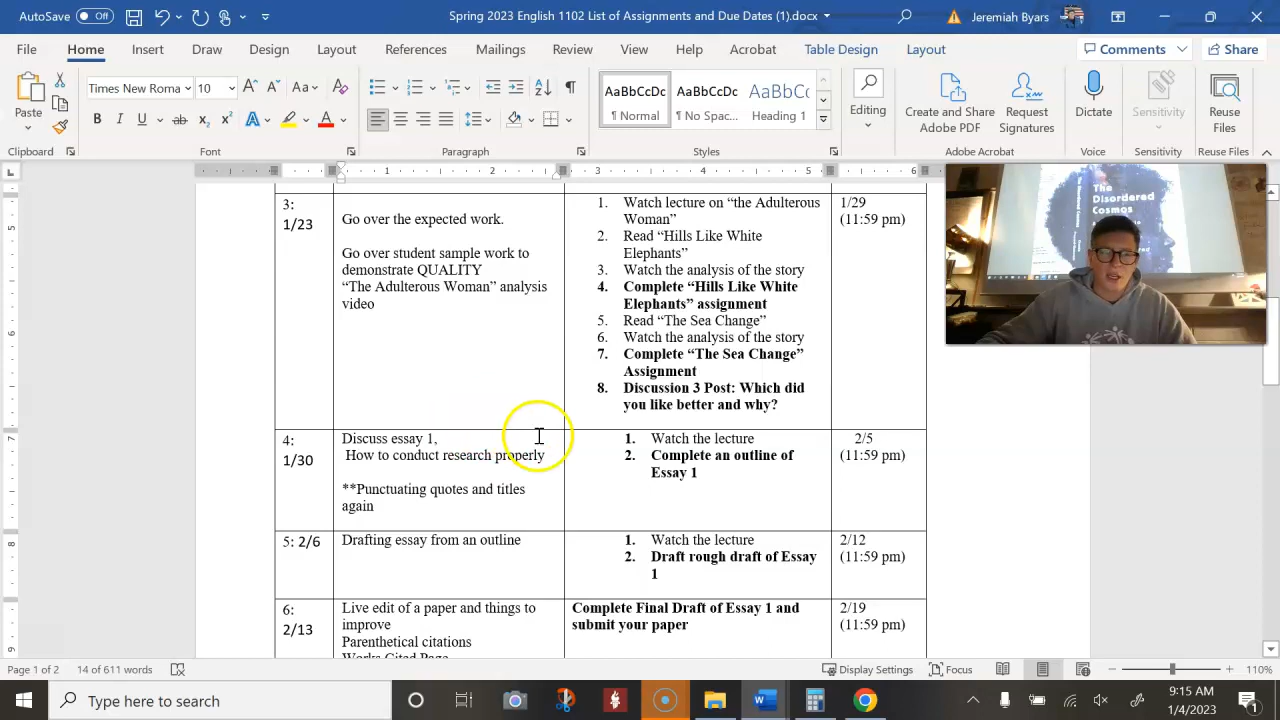 AutoSave Off Spring 2023 English 1102 List of Assignments and Due Dates (1).docx Jeremiah Byars
File Home Insert Draw Design Layout References Mailings Review View Help Acrobat Table Design Layout Comments Share
Times New Roma 10 Aa AaBbCcDc AaBbCcDc AaBbCc
Paste ¶ Normal ¶ No Spac... Heading 1 Editing Create and Share Adobe PDF Request Signatures Dictate Sensitivity Reuse Files
Clipboard Font Paragraph Styles Adobe Acrobat Voice Sensitivity Reuse Files
1 2 3 4 5 6
The
Disordered
Cosmos
3:
1/23
Go over the expected work.
Go over student sample work to
demonstrate QUALITY
“The Adulterous Woman” analysis
video
1. Watch lecture on “the Adulterous
Woman”
2. Read “Hills Like White
Elephants”
3. Watch the analysis of the story
4. Complete “Hills Like White
Elephants” assignment
5. Read “The Sea Change”
6. Watch the analysis of the story
7. Complete “The Sea Change”
Assignment
8. Discussion 3 Post: Which did
you like better and why?
1/29
(11:59 pm)
4:
1/30
Discuss essay 1,
How to conduct research properly
**Punctuating quotes and titles
again
1. Watch the lecture
2. Complete an outline of
Essay 1
2/5
(11:59 pm)
5: 2/6
Drafting essay from an outline
1. Watch the lecture
2. Draft rough draft of Essay
1
2/12
(11:59 pm)
6:
2/13
Live edit of a paper and things to
improve
Parenthetical citations
Works Cited Page
Complete Final Draft of Essay 1 and
submit your paper
2/19
(11:59 pm)
Page 1 of 2 14 of 611 words Display Settings Focus 110%
Type here to search 9:15 AM
1/4/2023